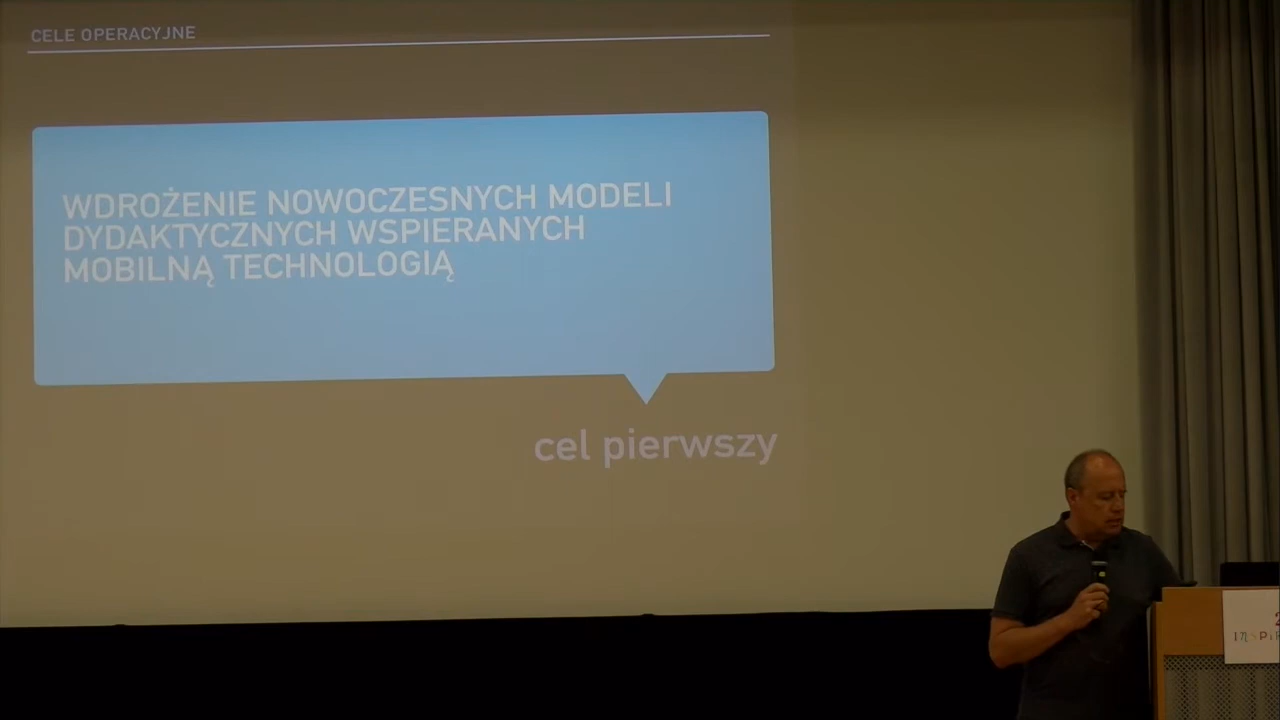 CELE OPERACYJNE
WDROŻENIE NOWOCZESNYCH MODELI
DYDAKTYCZNYCH WSPIERANYCH
MOBILNĄ TECHNOLOGIĄ
cel pierwszy